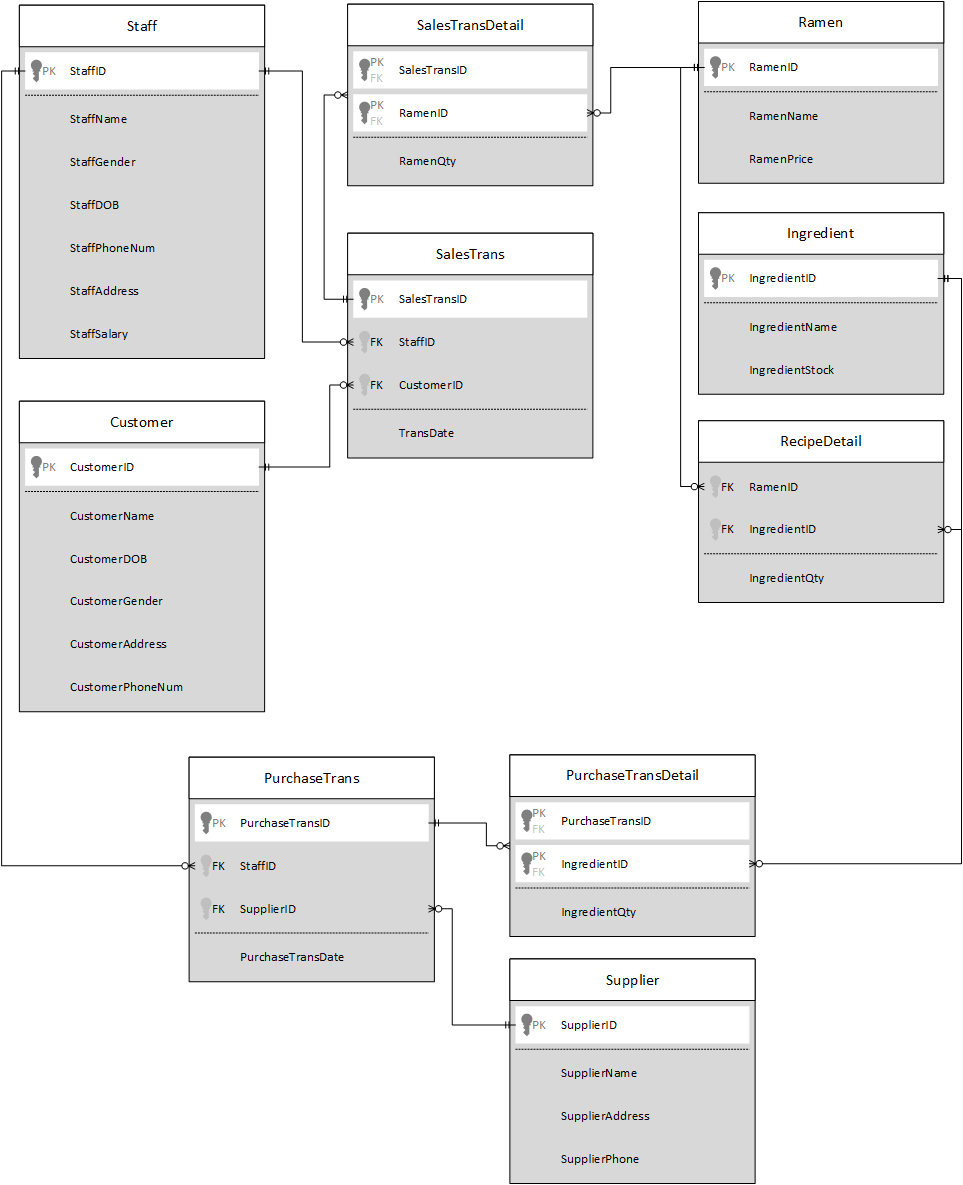 Staff
PK StaffID
StaffName
StaffGender
StaffDOB
StaffPhoneNum
StaffAddress
StaffSalary
SalesTransDetail
PK
FK
SalesTransID
PK
FK
RamenID
RamenQty
Ramen
PK RamenID
RamenName
RamenPrice
SalesTrans
PK SalesTransID
FK StaffID
FK CustomerID
TransDate
Ingredient
PK IngredientID
IngredientName
IngredientStock
Customer
PK CustomerID
CustomerName
CustomerDOB
CustomerGender
CustomerAddress
CustomerPhoneNum
RecipeDetail
FK RamenID
FK IngredientID
IngredientQty
PurchaseTrans
PK PurchaseTransID
FK StaffID
FK SupplierID
PurchaseTransDate
PurchaseTransDetail
PK
FK
PurchaseTransID
PK
FK
IngredientID
IngredientQty
Supplier
PK SupplierID
SupplierName
SupplierAddress
SupplierPhone